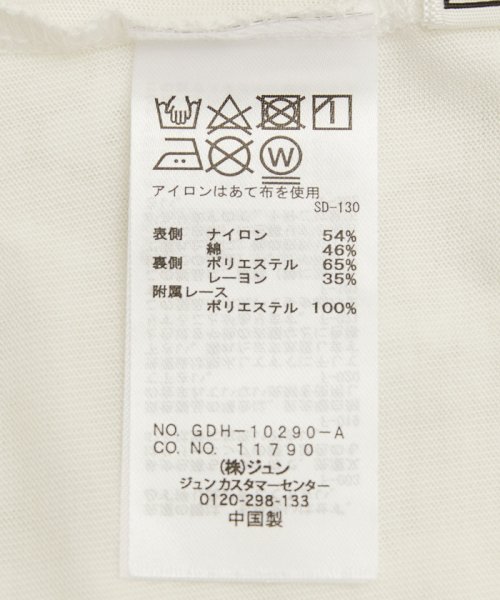 W
アイロンはあて布を使用
SD-130
表側 ナイロン 54%
綿 46%
裏側 ポリエステル 65%
レーヨン 35%
附属レース
ポリエステル 100%
NO. GDH-10290-A
CO. NO. 11790
(株)ジュン
ジュンカスタマーセンター
0120-298-133
中国製